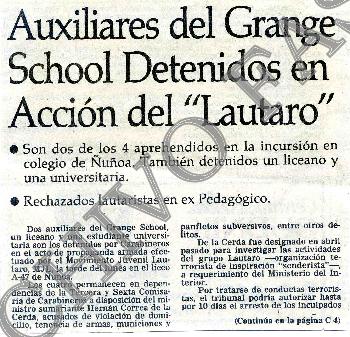 Auxiliares del Grange
School Detenidos en
Acción del "Lautaro"
● Son dos de los 4 aprehendidos en la incursión en
colegio de Ñuñoa. También detenidos un liceano y
una universitaria.
● Rechazados lautaristas en ex Pedagógico.
Dos auxiliares del Grange School,
un liceano y una estudiante universi-
taria son los detenidos por Carabineros
en el acto de propaganda armada efec-
tuado por el Movimiento Juvenil Lau-
taro, MJL, la tarde del lunes en el liceo
A-47 de Ñuñoa.
Los cuatro permanecen en depen-
dencias de la Tercera y Sexta Comisa-
ría de Carabineros a disposición del mi-
nistro sumariante Hernán Correa de la
Cerda, acusados de violación de domi-
cilio, tenencia de armas, municiones y
panfletos subversivos, entre otros de-
litos.
De la Cerda fue designado en abril
pasado para investigar las actividades
del grupo Lautaro —organización te-
rrorista de inspiración "senderista"—,
a requerimiento del Ministerio del In-
terior.
Por tratarse de conductas terroris-
tas, el tribunal podría autorizar hasta
por 10 días el arresto de los inculpados
(Continúa en la página C 4)
ARCHIVO